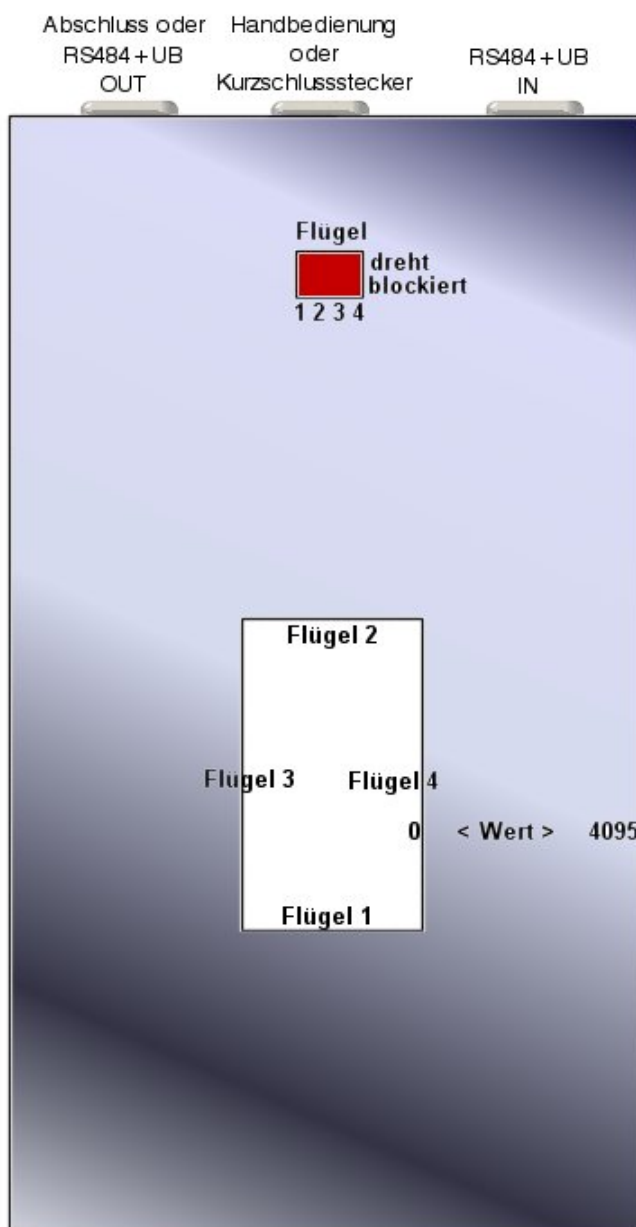 Abschluss oder
RS484+UB
OUT
Handbedienung
oder
Kurzschlussstecker
RS484+UB
IN
Flügel
dreht
blockiert
1 2 3 4
Flügel 2
Flügel 3
Flügel 4
0 < Wert > 4095
Flügel 1